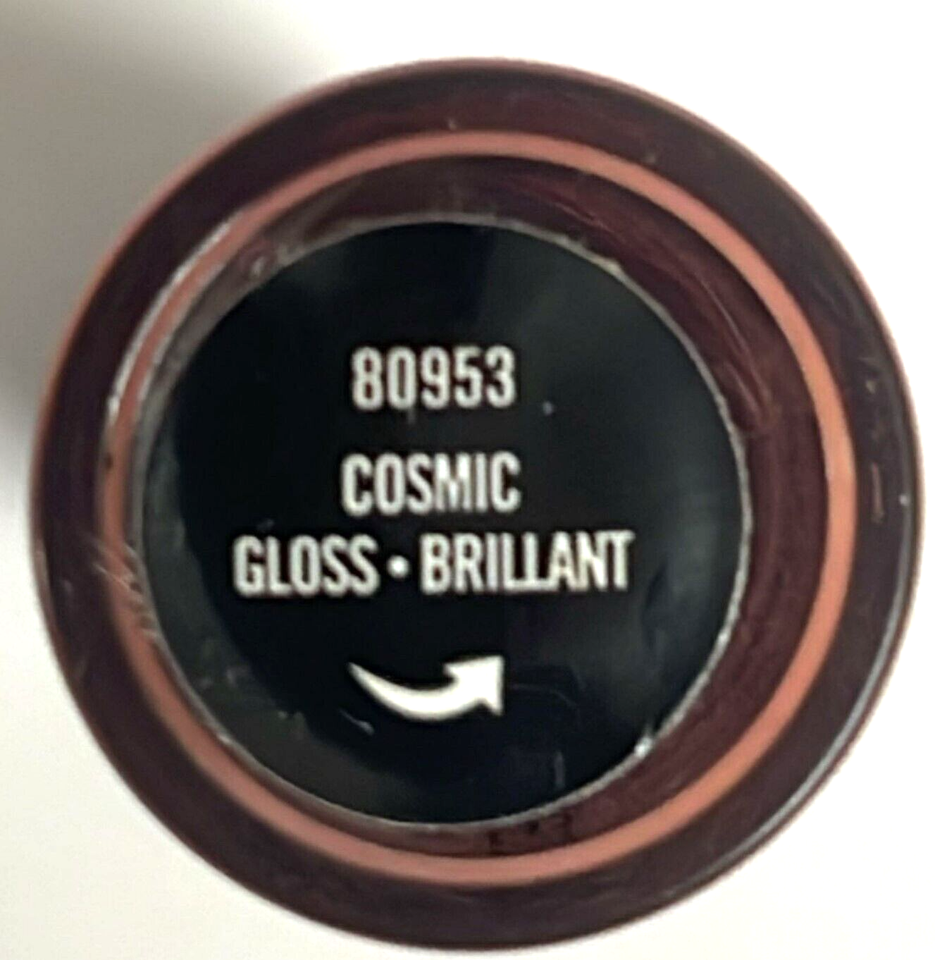 80953
COSMIC
GLOSS • BRILLANT